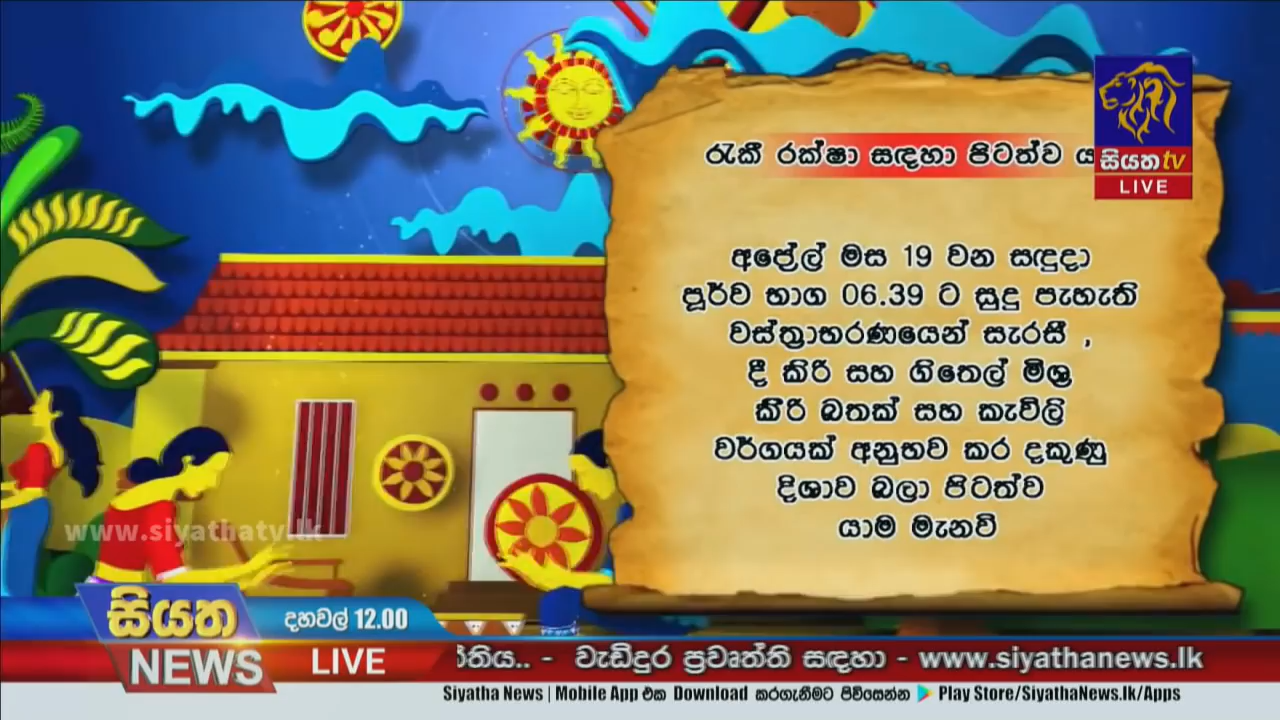 රැකී රක්ෂා සඳහා පිටත්ව
සියත tv
LIVE
අප්‍රේල් මස 19 වන සඳුදා
පූර්ව භාග 06.39 ට සුදු පැහැති
වස්ත්‍රාභරණයෙන් සැරසී ,
දී කිරි සහ ගිතෙල් මිශ්‍ර
කිරි බතක් සහ කැවිලි
වර්ගයක් අනුභව කර දකුණු
දිශාව බලා පිටත්ව
යාම මැනවි
www.siyathatv.lk
සියත
NEWS
දහවල් 12.00
LIVE
- වැඩිදුර ප්‍රවෘත්ති සඳහා - www.siyathanews.lk
Siyatha News | Mobile App එක Download කරගැනීමට පිවිසෙන්න Play Store/SiyathaNews.lk/Apps